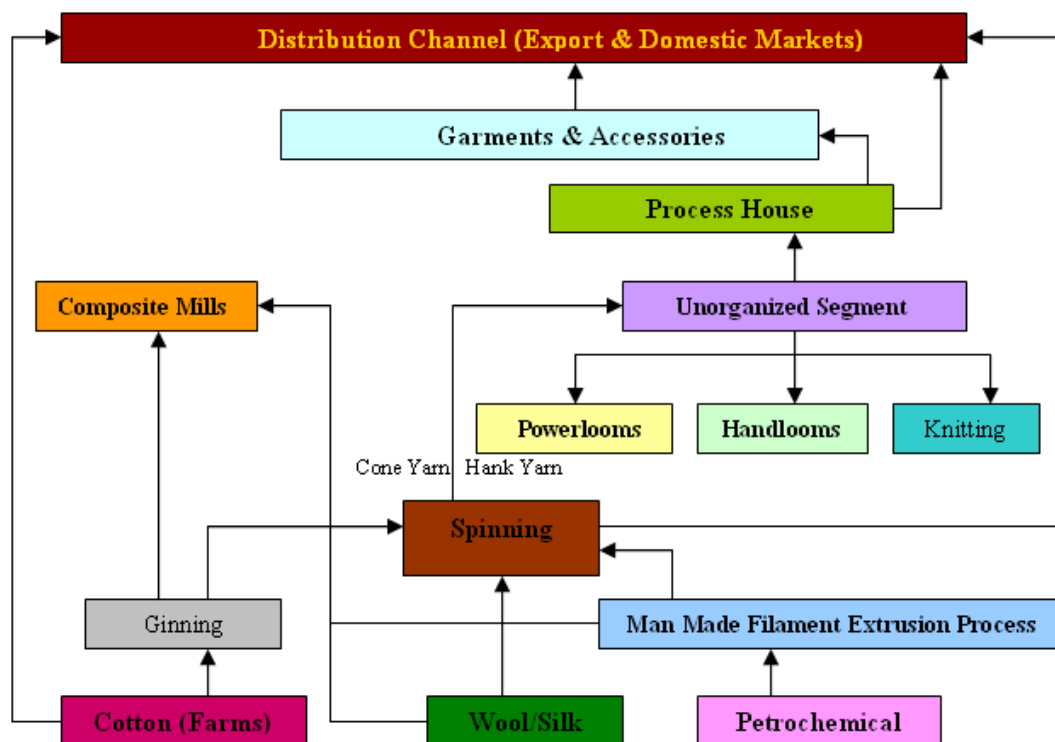 Distribution Channel (Export & Domestic Markets)
Garments & Accessories
Process House
Composite Mills
Unorganized Segment
Powerlooms
Handlooms
Knitting
Cone Yarn
Hank Yarn
Spinning
Ginning
Man Made Filament Extrusion Process
Cotton (Farms)
Wool/Silk
Petrochemical